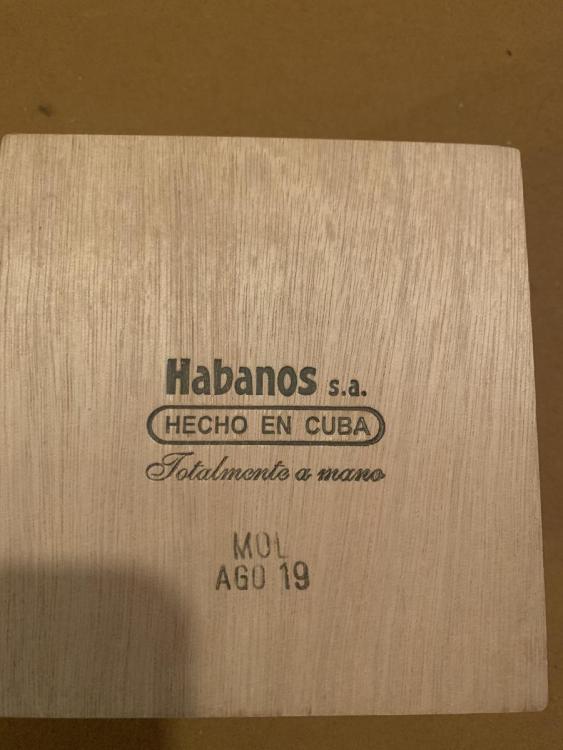 Habanos s.a.
HECHO EN CUBA
Totalmente a mano
MOL
AGO 19